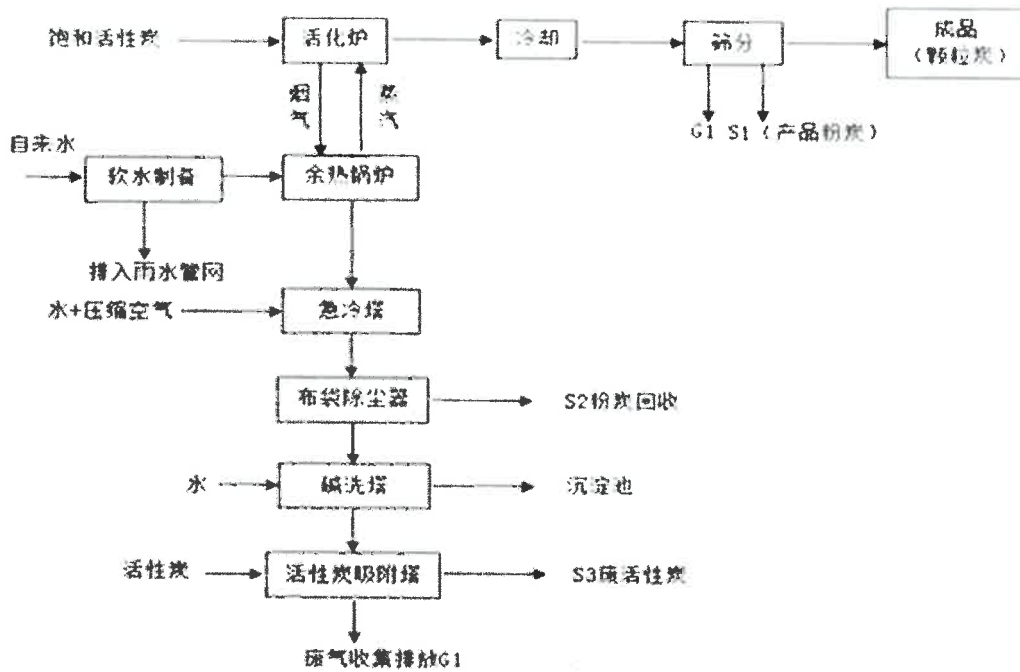 饱和活性炭
活化炉
冷却
筛分
成品
（颗粒炭）
烟气
蒸汽
G1 S1（产品粉炭）
自来水
软水制备
余热锅炉
排入雨水管网
水+压缩空气
急冷塔
布袋除尘器
S2粉炭回收
水
碱洗塔
沉淀池
活性炭
活性炭吸附塔
S3废活性炭
废气收集排放G1